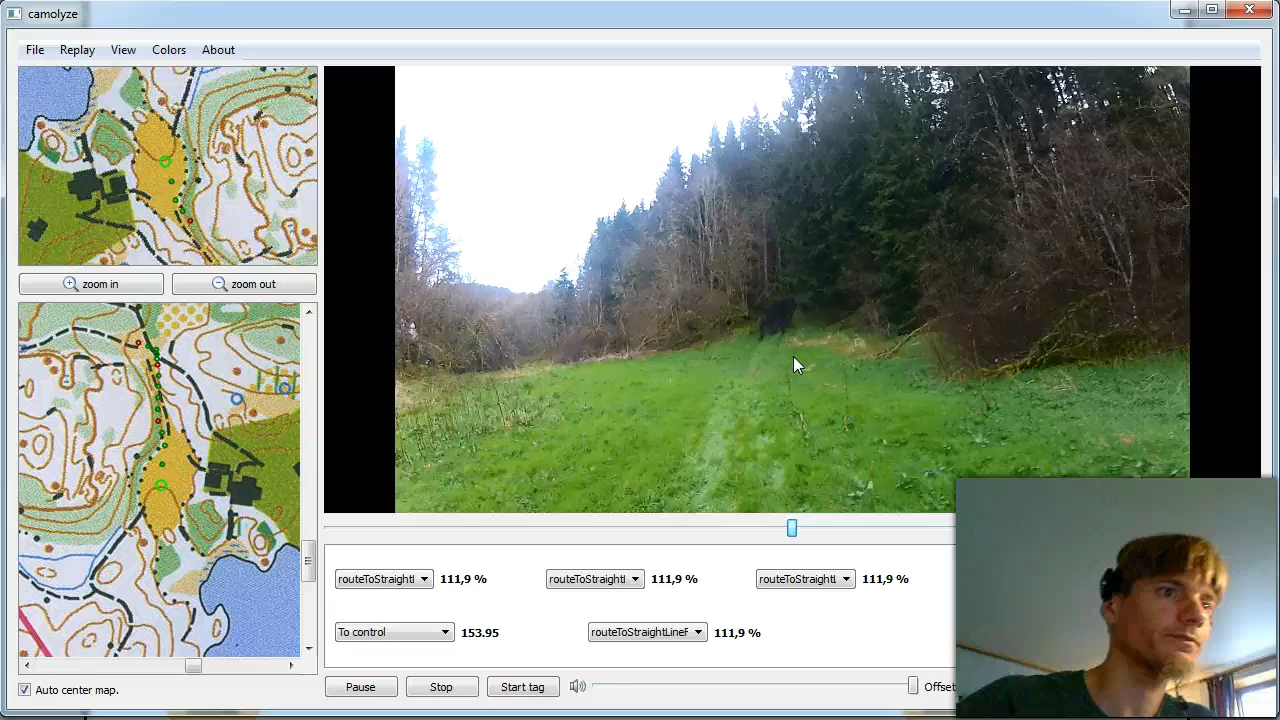 camolyze
File Replay View Colors About
zoom in zoom out
routeToStraightl 111,9 % routeToStraightl 111,9 % routeToStraightl 111,9 %
To control 153.95 routeToStraightLineF 111,9 %
Auto center map. Pause Stop Start tag Offset